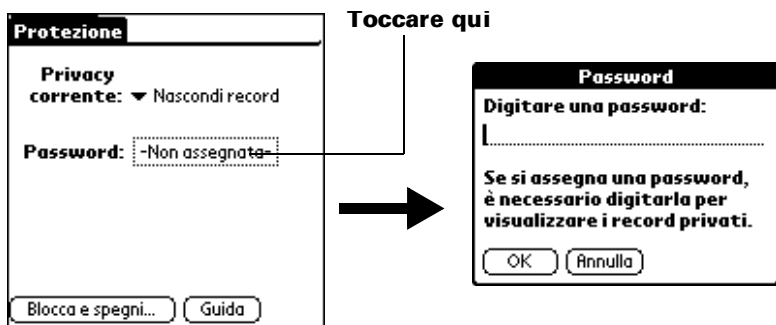 Toccare qui
Protezione
Privacy
corrente: Nascondi record
Password: -Non assegnata-
Blocca e spegni... Guida
Password
Digitare una password:
Se si assegna una password,
è necessario digitarla per
visualizzare i record privati.
OK Annulla